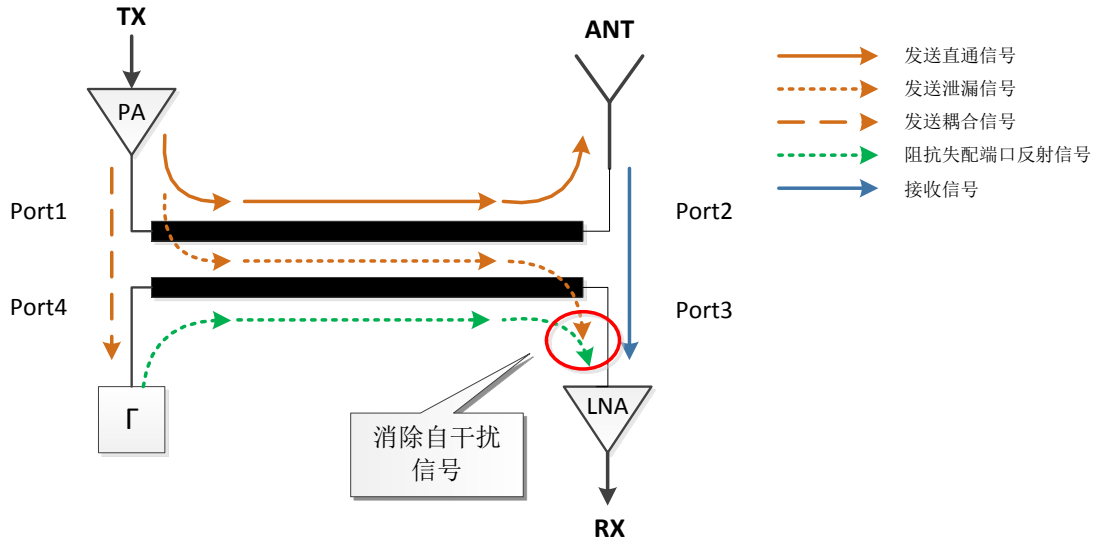 TX
ANT
PA
发送直通信号
发送泄漏信号
发送耦合信号
阻抗失配端口反射信号
接收信号
Port1
Port2
Port4
Port3
Γ
LNA
消除自干扰
信号
RX